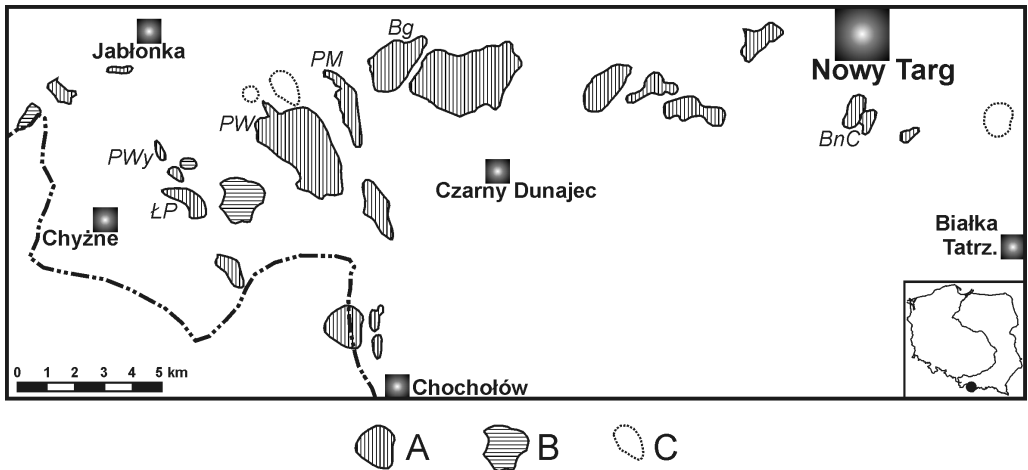 Jabłonka
Bg
PM
Nowy Targ
PW
PWy
BnC
Czarny Dunajec
ŁP
Chyżne
Białka
Tatrz.
0 1 2 3 4 5 km
Chochołów
A B C